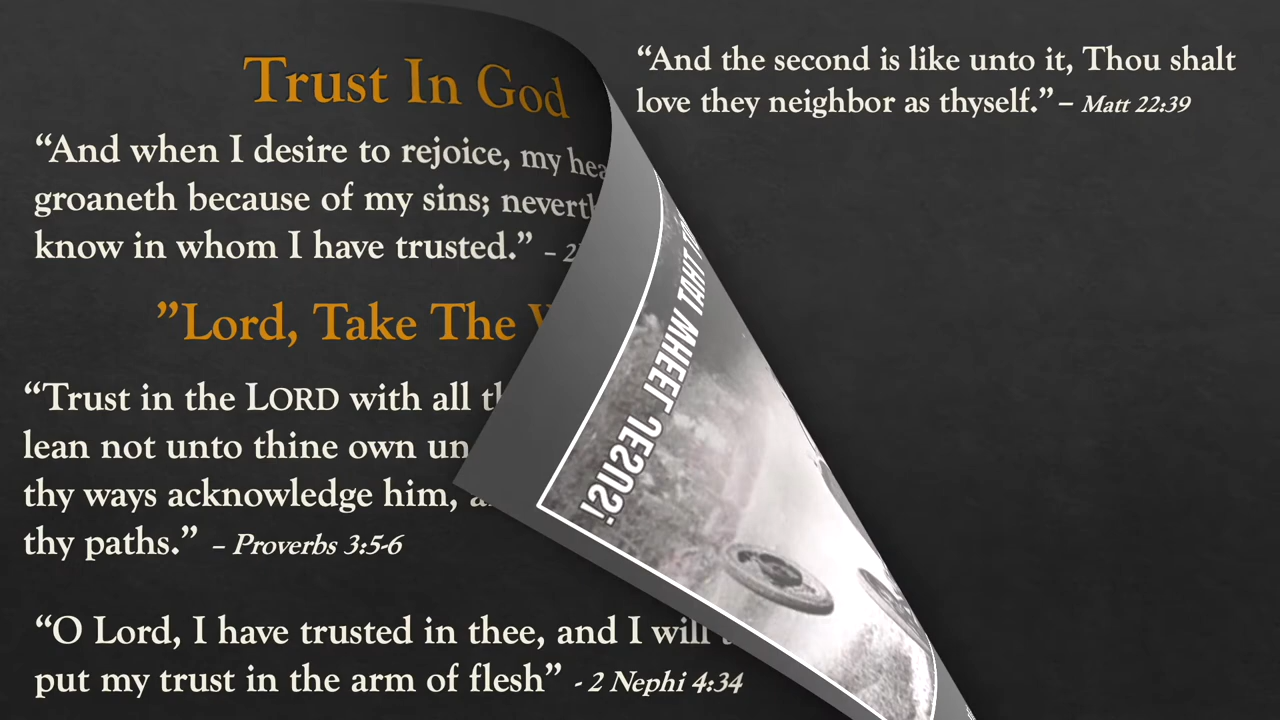 Trust In God
“And when I desire to rejoice, my
groaneth because of my sins;
know in whom I have trusted.” –
”Lord, Take The
“Trust in the LORD with all
lean not unto thine own
thy ways acknowledge him,
thy paths.” – Proverbs 3:5-6
“O Lord, I have trusted in thee, and I will
put my trust in the arm of flesh” - 2 Nephi 4:34
“And the second is like unto it, Thou shalt
love they neighbor as thyself.” – Matt 22:39
THAT WHEEL JESUS!